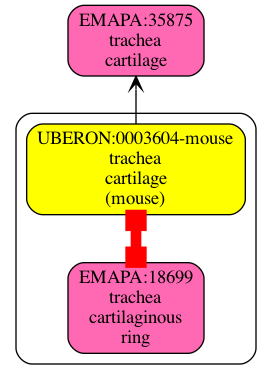 EMAPA:35875
trachea
cartilage
UBERON:0003604-mouse
trachea
cartilage
(mouse)
EMAPA:18699
trachea
cartilaginous
ring